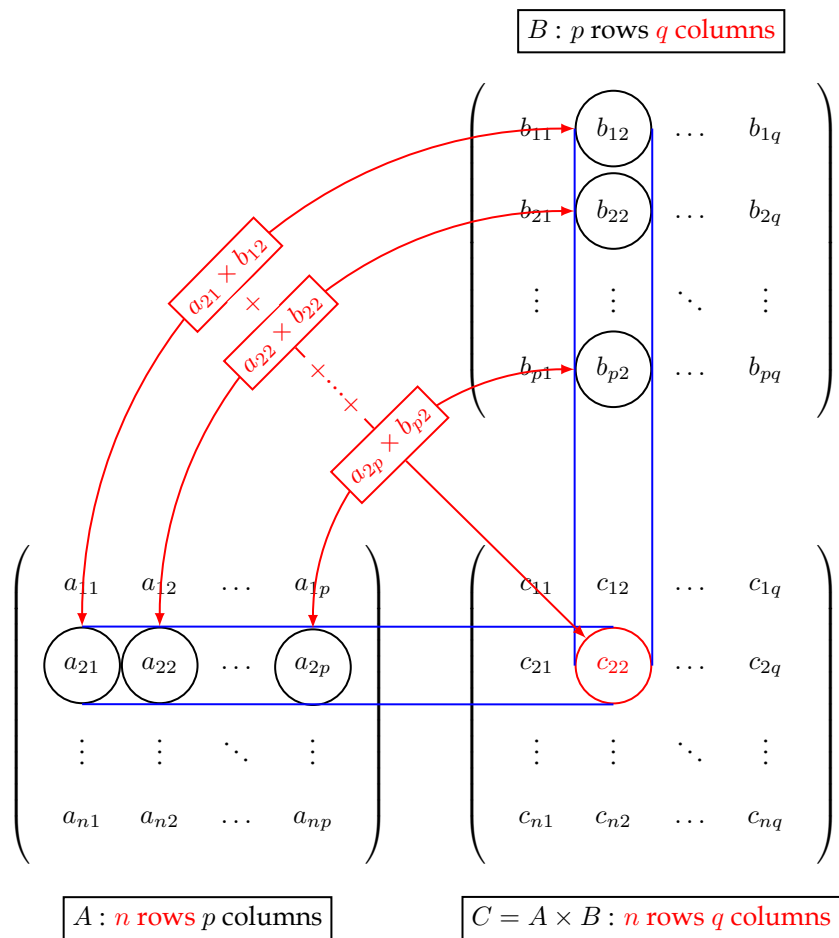 B : p rows q columns
b₁₁ b₁₂ … b₁q
b₂₁ b₂₂ … b₂q
⋮ ⋮ ⋱ ⋮
bₚ₁ bₚ₂ … bₚq
a₂₁ × b₁₂
+
a₂₂ × b₂₂
+ … +
a₂ₚ × bₚ₂
a₁₁ a₁₂ … a₁ₚ
a₂₁ a₂₂ … a₂ₚ
⋮ ⋮ ⋱ ⋮
aₙ₁ aₙ₂ … aₙₚ
c₁₁ c₁₂ … c₁q
c₂₁ c₂₂ … c₂q
⋮ ⋮ ⋱ ⋮
cₙ₁ cₙ₂ … cₙq
A : n rows p columns
C = A × B : n rows q columns